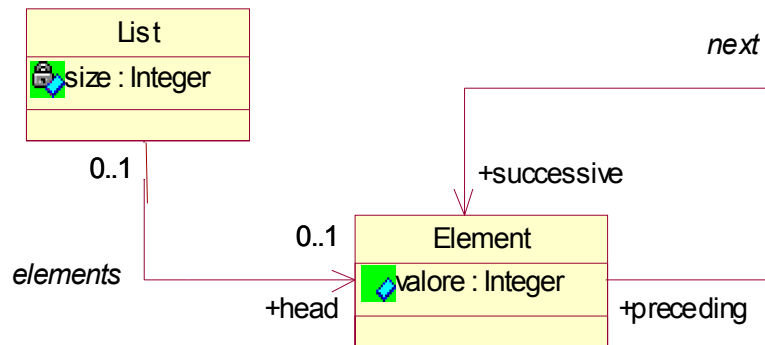 List
size : Integer
next
0..1
+successive
0..1
Element
elements
valore : Integer
+head
+preceding